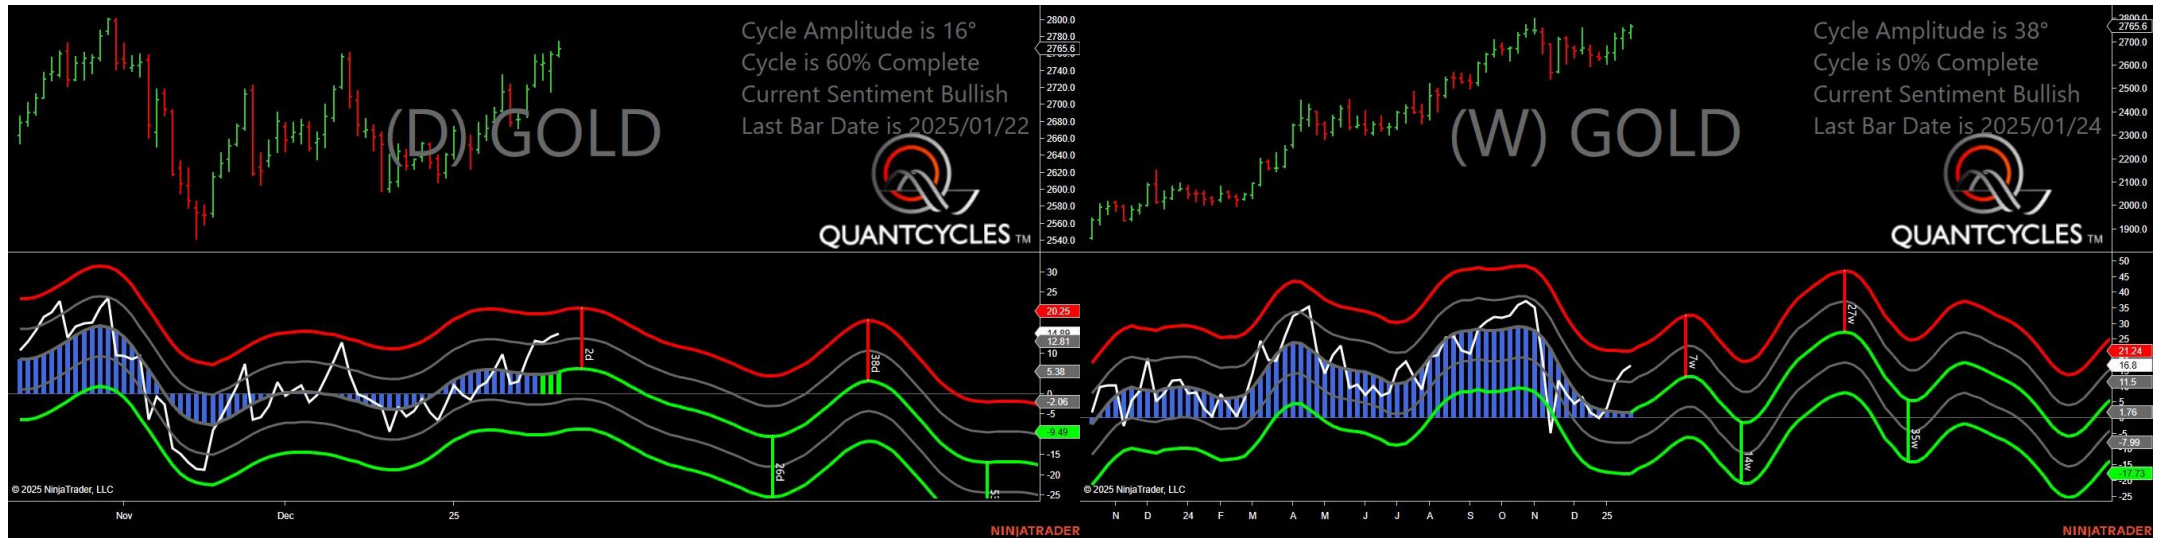 Cycle Amplitude is 16°
Cycle is 60% Complete
Current Sentiment Bullish
Last Bar Date is 2025/01/22
(D) GOLD
QUANTCYCLES TM
2800.0
2780.0
2765.6
2740.0
2720.0
2700.0
2680.0
2660.0
2640.0
2620.0
2600.0
2580.0
2560.0
2540.0
30
25
20.25
14.89
12.81
10
5.38
0
-2.06
-5
-9.49
-15
-20
-25
2d
26d
38d
© 2025 NinjaTrader, LLC
Nov Dec 25
NINJATRADER
Cycle Amplitude is 38°
Cycle is 0% Complete
Current Sentiment Bullish
Last Bar Date is 2025/01/24
(W) GOLD
QUANTCYCLES TM
2800.0
2765.6
2700.0
2600.0
2500.0
2400.0
2300.0
2200.0
2100.0
2000.0
1900.0
50
45
40
35
30
25
21.24
16.8
11.5
5
1.76
-5
-7.99
-17.73
-25
7w
14w
27w
35w
© 2025 NinjaTrader, LLC
N D 24 F M A M J J A S O N D 25
NINJATRADER